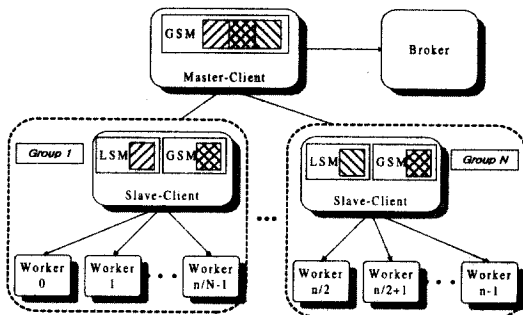 GSM
Master-Client
Broker
Group 1
LSM
GSM
Slave-Client
Worker
0
Worker
1
Worker
n/N-1
...
LSM
GSM
Group N
Slave-Client
Worker
n/2
Worker
n/2+1
Worker
n-1